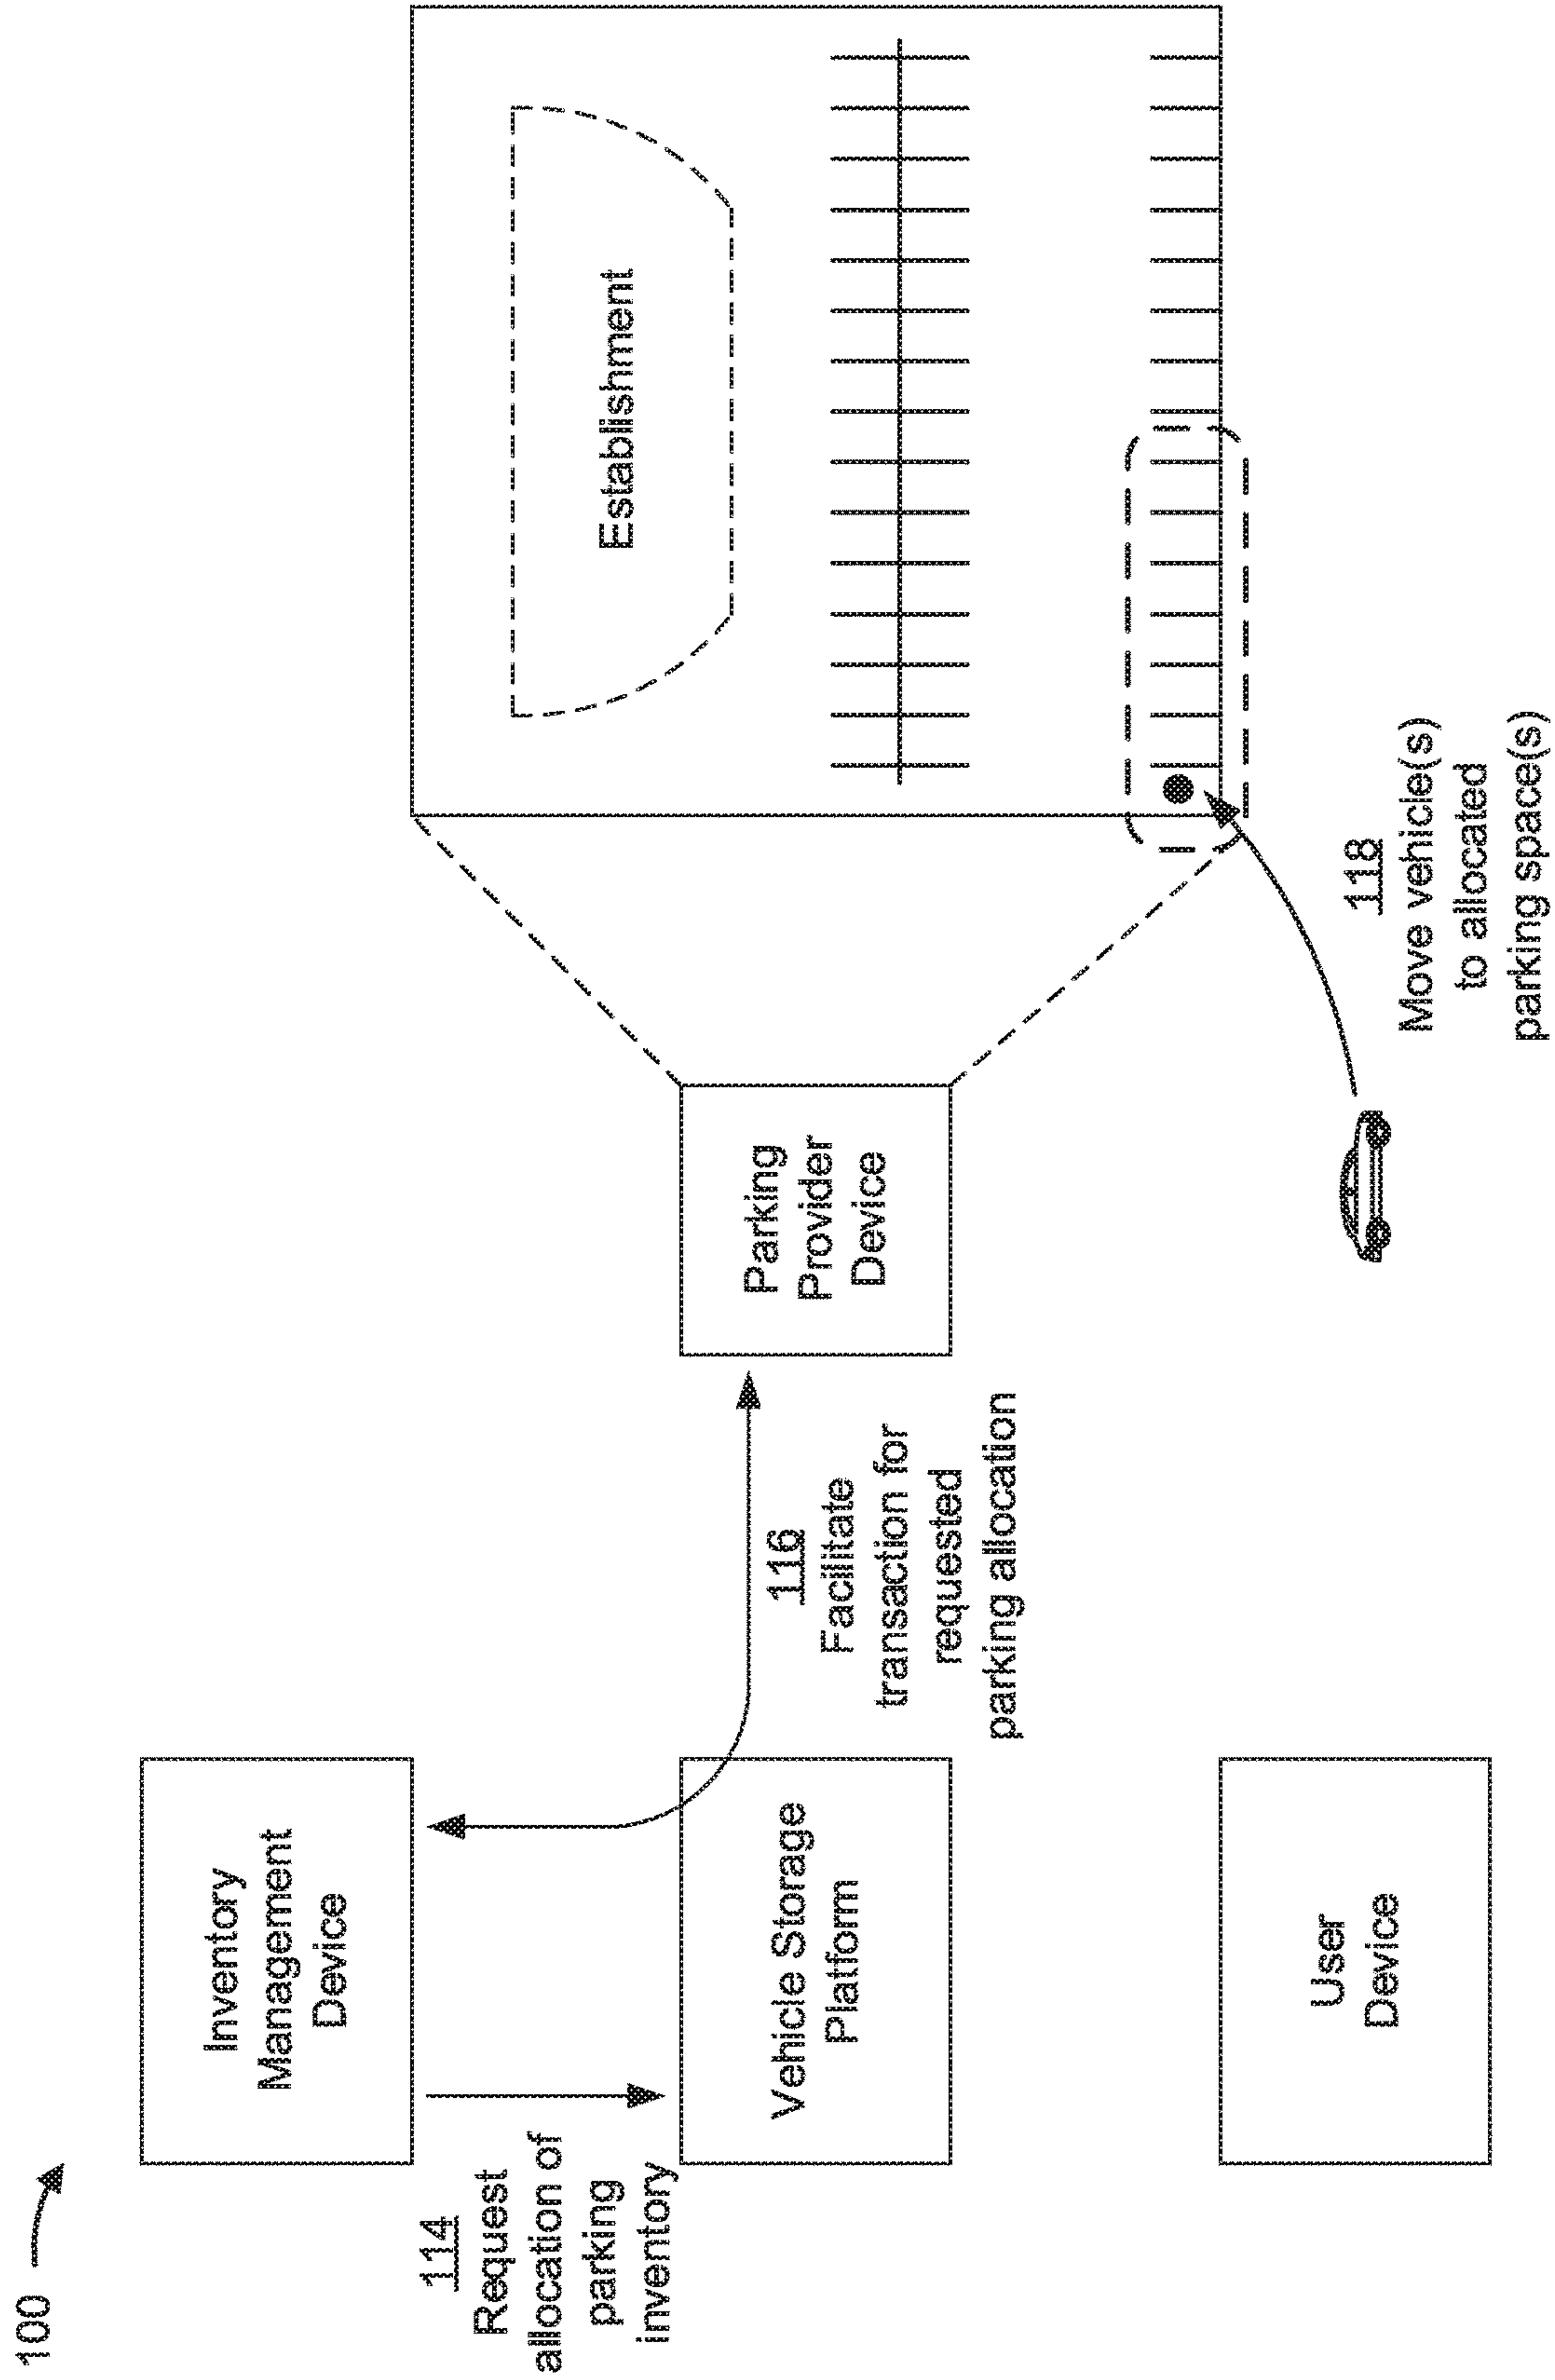 100
Inventory
Management
Device
114
Request
allocation of
parking
inventory
Vehicle Storage
Platform
116
Facilitate
transaction for
requested
parking allocation
Parking
Provider
Device
Establishment
User
Device
118
Move vehicle(s)
to allocated
parking space(s)